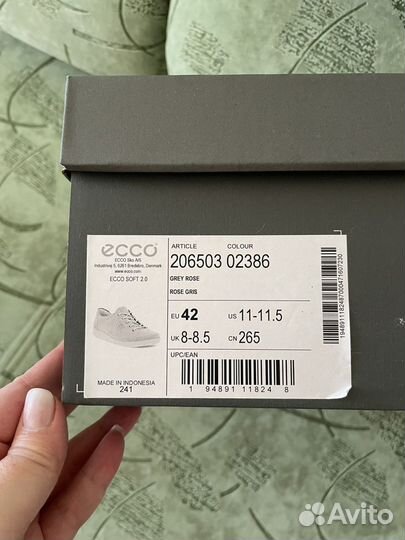 ecco
ECCO Sko A/S
Industrivej 5, 6261 Bredebro, Denmark
www.ecco.com
ECCO SOFT 2.0
MADE IN INDONESIA
241
ARTICLE COLOUR
206503 02386
GREY ROSE
ROSE GRIS
EU 42 US 11-11.5
UK 8-8.5 CN 265
UPC/EAN
1 94891 11824 8
19489111824870000471607230
Avito